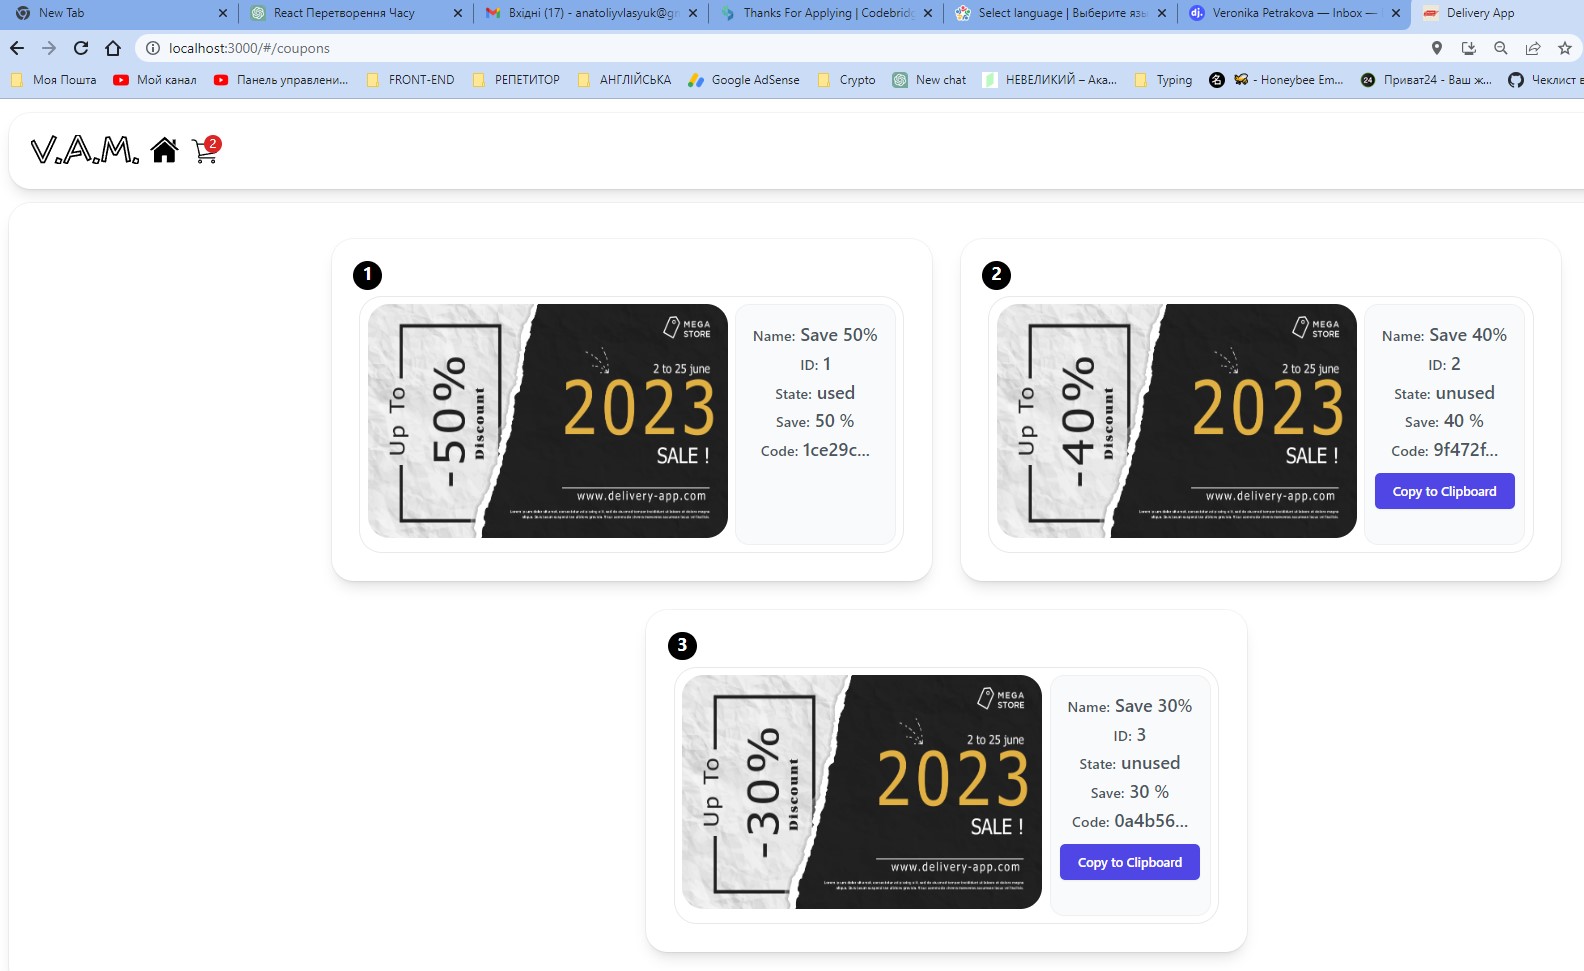 New Tab
React Перетворення Часу
Вхідні (17) - anatoliyvlasyuk@gn
Thanks For Applying | Codebridg
Select language | Выберите язы
Veronika Petrakova — Inbox —
Delivery App
localhost:3000/#/coupons
Моя Пошта
Мой канал
Панель управлени...
FRONT-END
РЕПЕТИТОР
АНГЛІЙСЬКА
Google AdSense
Crypto
New chat
НЕВЕЛИКИЙ – Ака...
Typing
- Honeybee Em...
24
Приват24 - Ваш ж...
Чеклист в
V.A.M.
2
1
Up To
-50%
Discount
MEGA
STORE
2 to 25 june
2023
SALE !
www.delivery-app.com
Name: Save 50%
ID: 1
State: used
Save: 50 %
Code: 1ce29c...
2
Up To
-40%
Discount
MEGA
STORE
2 to 25 june
2023
SALE !
www.delivery-app.com
Name: Save 40%
ID: 2
State: unused
Save: 40 %
Code: 9f472f...
Copy to Clipboard
3
Up To
-30%
Discount
MEGA
STORE
2 to 25 june
2023
SALE !
www.delivery-app.com
Name: Save 30%
ID: 3
State: unused
Save: 30 %
Code: 0a4b56...
Copy to Clipboard